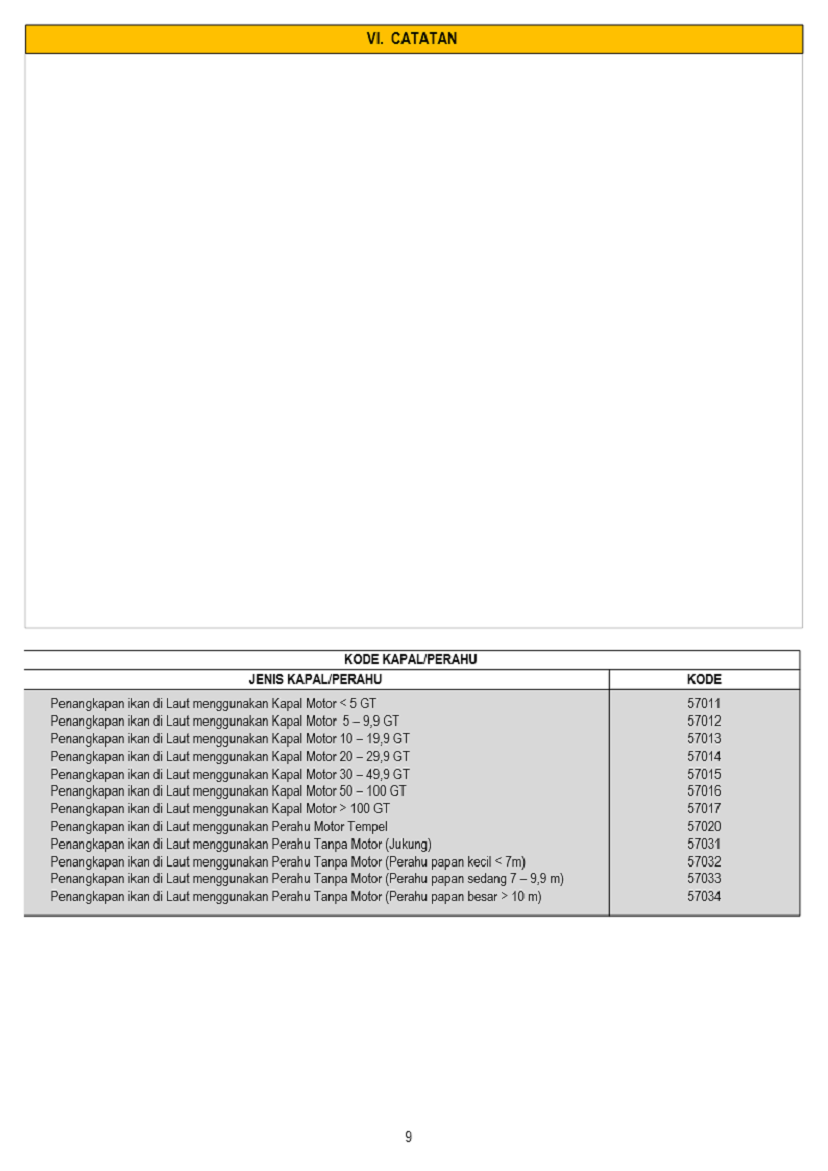 VI. CATATAN
KODE KAPAL/PERAHU
JENIS KAPAL/PERAHU KODE
Penangkapan ikan di Laut menggunakan Kapal Motor < 5 GT 57011
Penangkapan ikan di Laut menggunakan Kapal Motor 5 – 9,9 GT 57012
Penangkapan ikan di Laut menggunakan Kapal Motor 10 – 19,9 GT 57013
Penangkapan ikan di Laut menggunakan Kapal Motor 20 – 29,9 GT 57014
Penangkapan ikan di Laut menggunakan Kapal Motor 30 – 49,9 GT 57015
Penangkapan ikan di Laut menggunakan Kapal Motor 50 – 100 GT 57016
Penangkapan ikan di Laut menggunakan Kapal Motor > 100 GT 57017
Penangkapan ikan di Laut menggunakan Perahu Motor Tempel 57020
Penangkapan ikan di Laut menggunakan Perahu Tanpa Motor (Jukung) 57031
Penangkapan ikan di Laut menggunakan Perahu Tanpa Motor (Perahu papan kecil < 7m) 57032
Penangkapan ikan di Laut menggunakan Perahu Tanpa Motor (Perahu papan sedang 7 – 9,9 m) 57033
Penangkapan ikan di Laut menggunakan Perahu Tanpa Motor (Perahu papan besar > 10 m) 57034
9